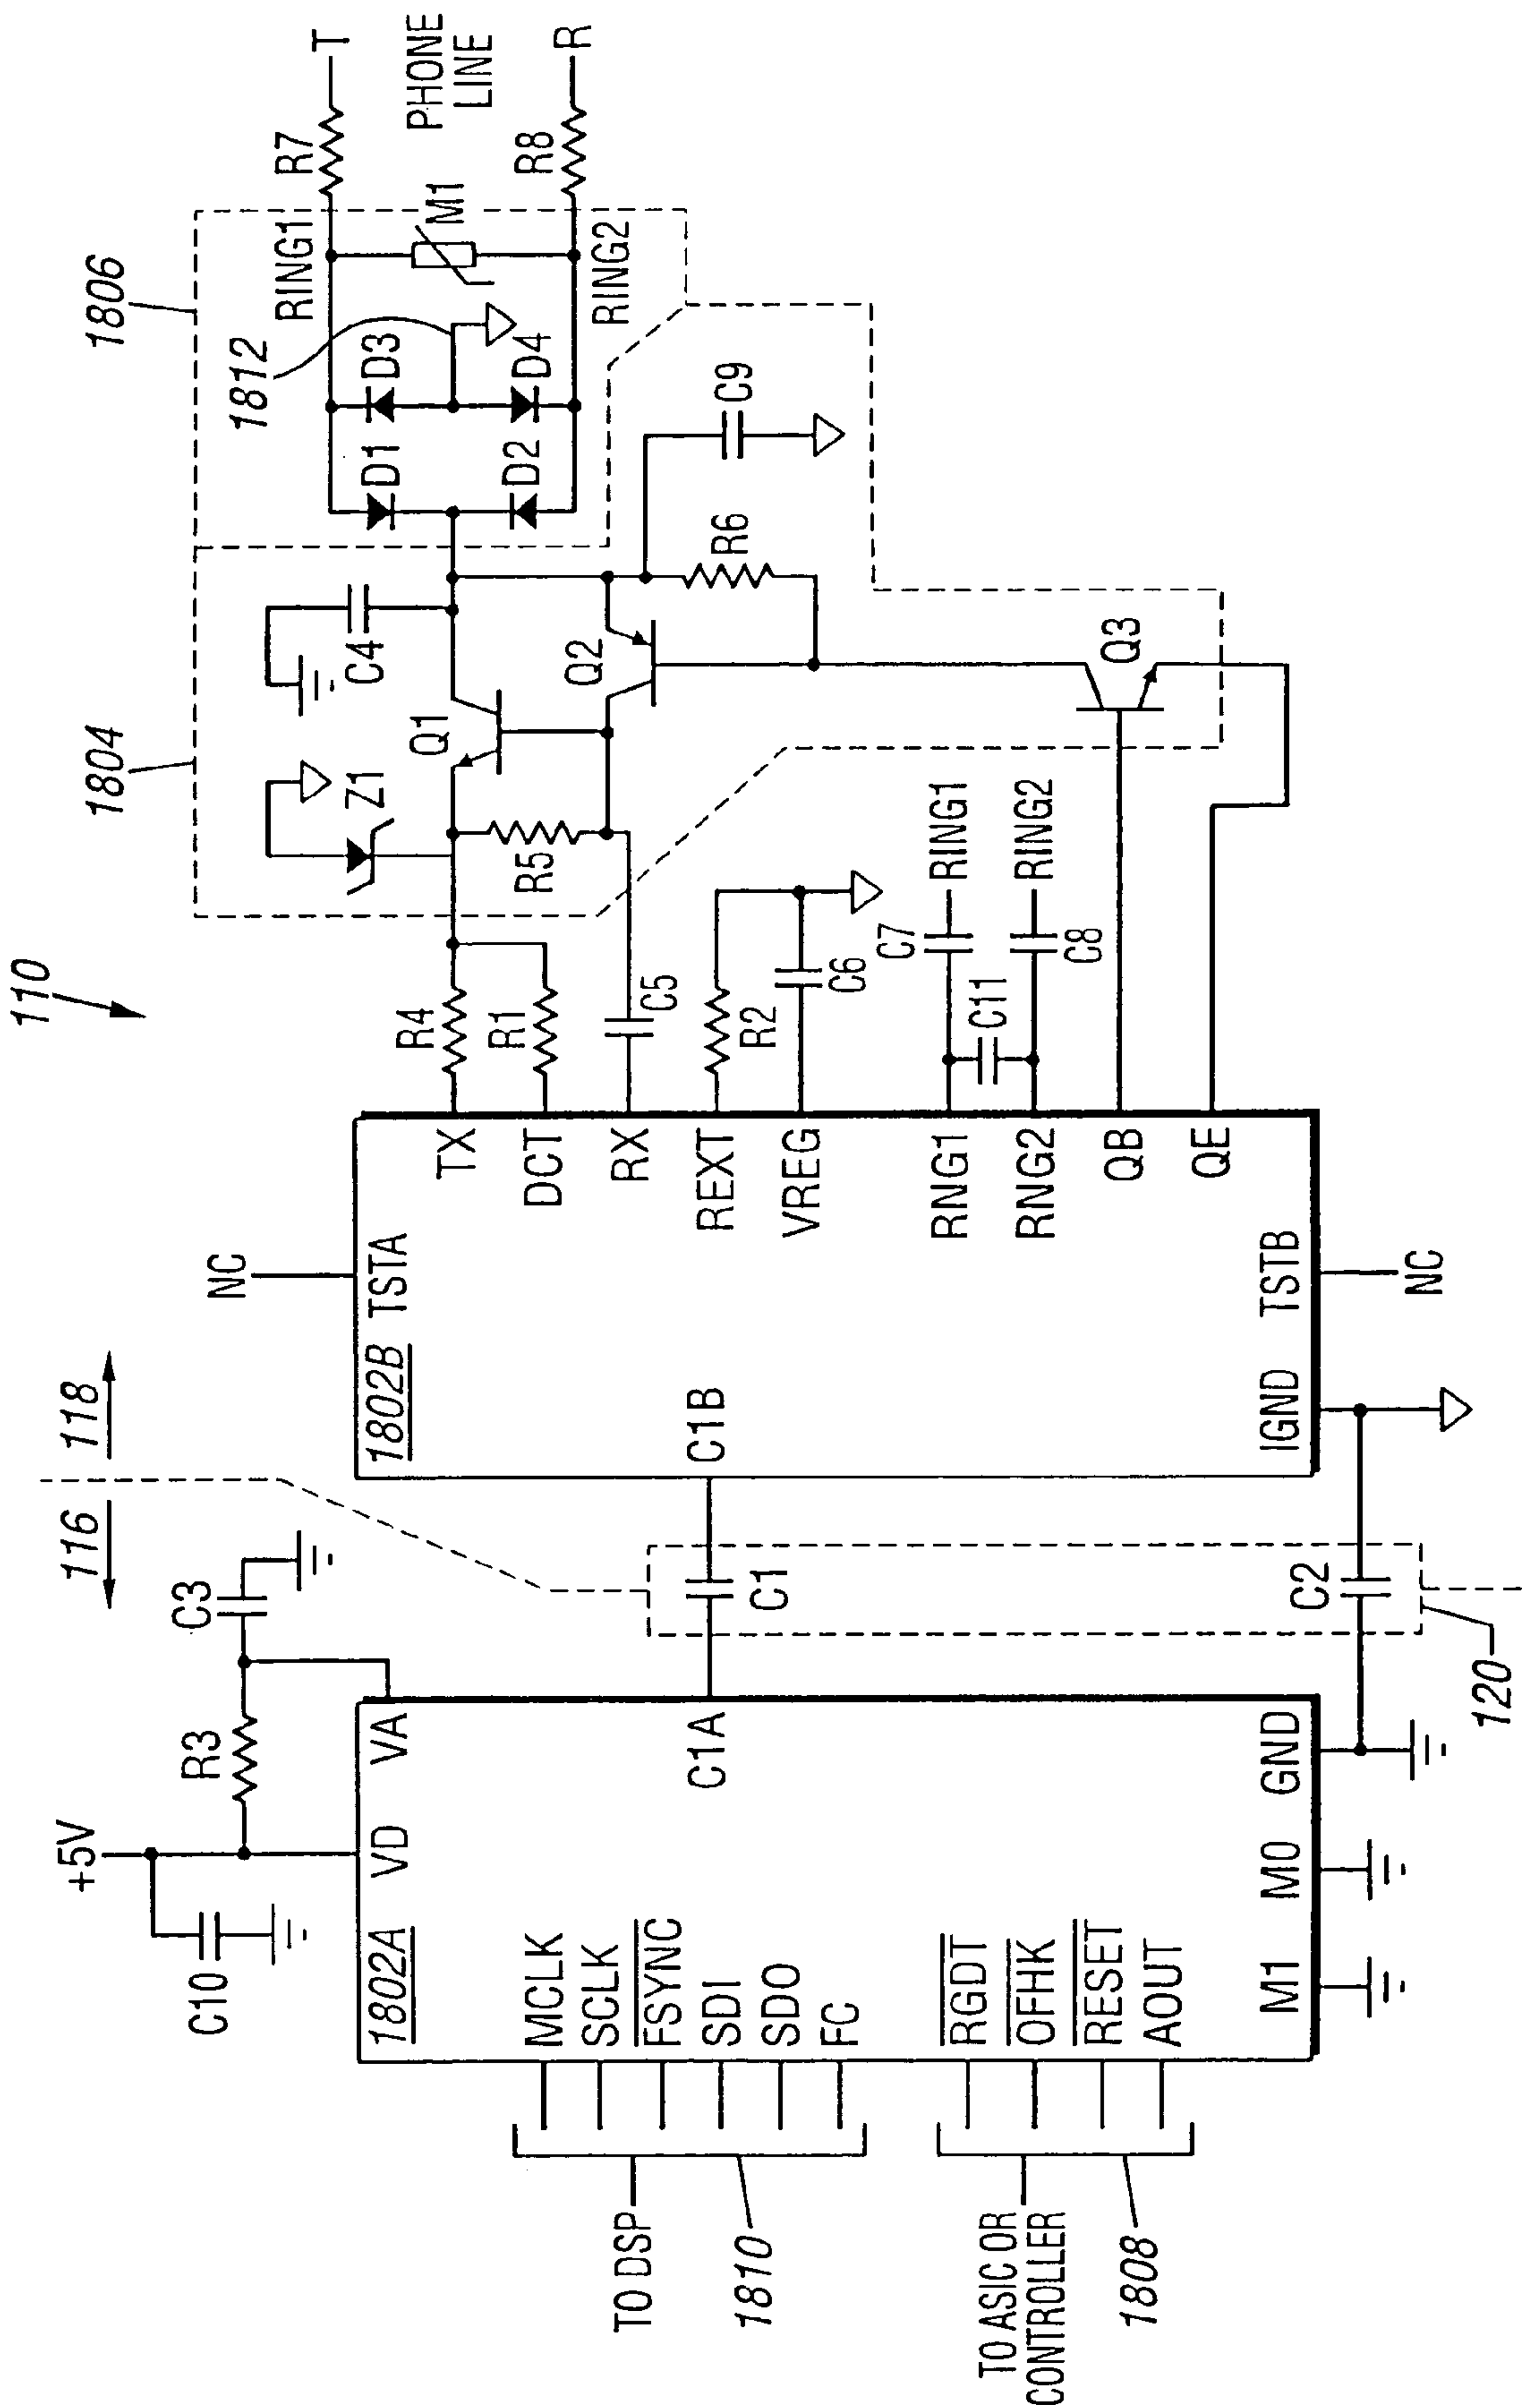 110
116
118
+5V
C10
R3
C3
1802A
VD
VA
MCLK
SCLK
FSYNC
SDI
SDO
FC
RGDT
OFHK
RESET
AOUT
C1A
M1
M0
GND
TO DSP
1810
TO ASIC OR
CONTROLLER
1808
C1
C2
120
NC
1802B
TSTA
C1B
TX
DCT
RX
REXT
VREG
RNG1
RNG2
QB
QE
IGND
TSTB
NC
R4
R1
C5
R2
C6
C7
RING1
C11
C8
RING2
1804
Z1
R5
Q1
C4
Q2
R6
Q3
C9
1806
1812
D1
D3
D2
D4
RING1
M1
RING2
R7
R8
T
PHONE
LINE
R